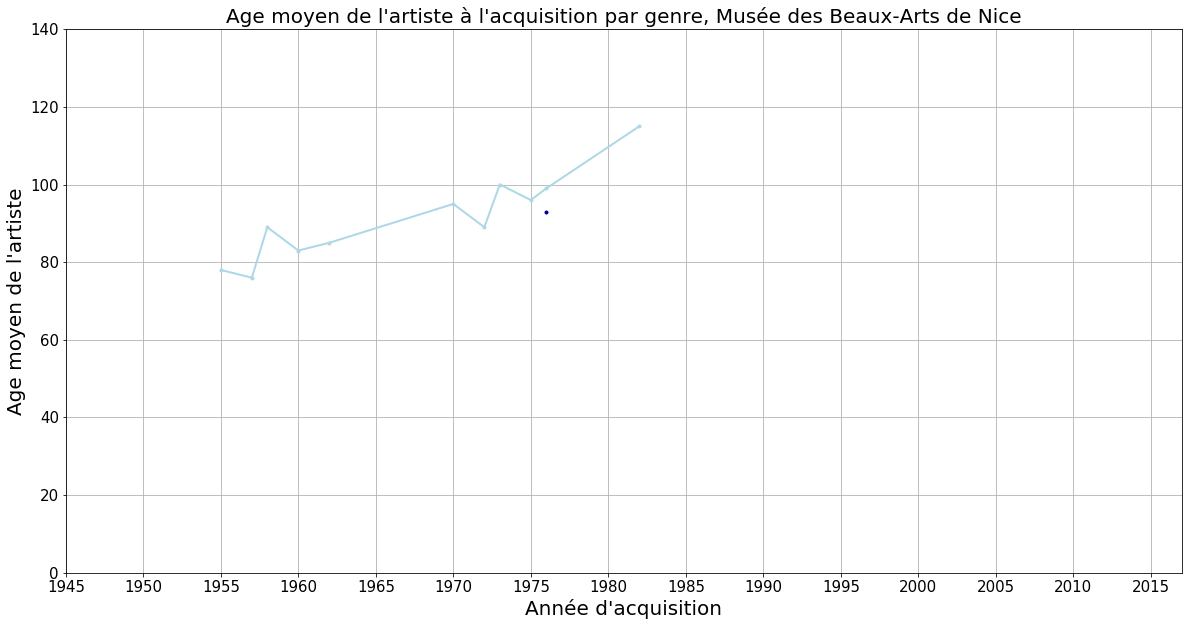 Age moyen de l'artiste à l'acquisition par genre, Musée des Beaux-Arts de Nice
Age moyen de l'artiste
140
120
100
80
60
40
20
0
1945 1950 1955 1960 1965 1970 1975 1980 1985 1990 1995 2000 2005 2010 2015
Année d'acquisition